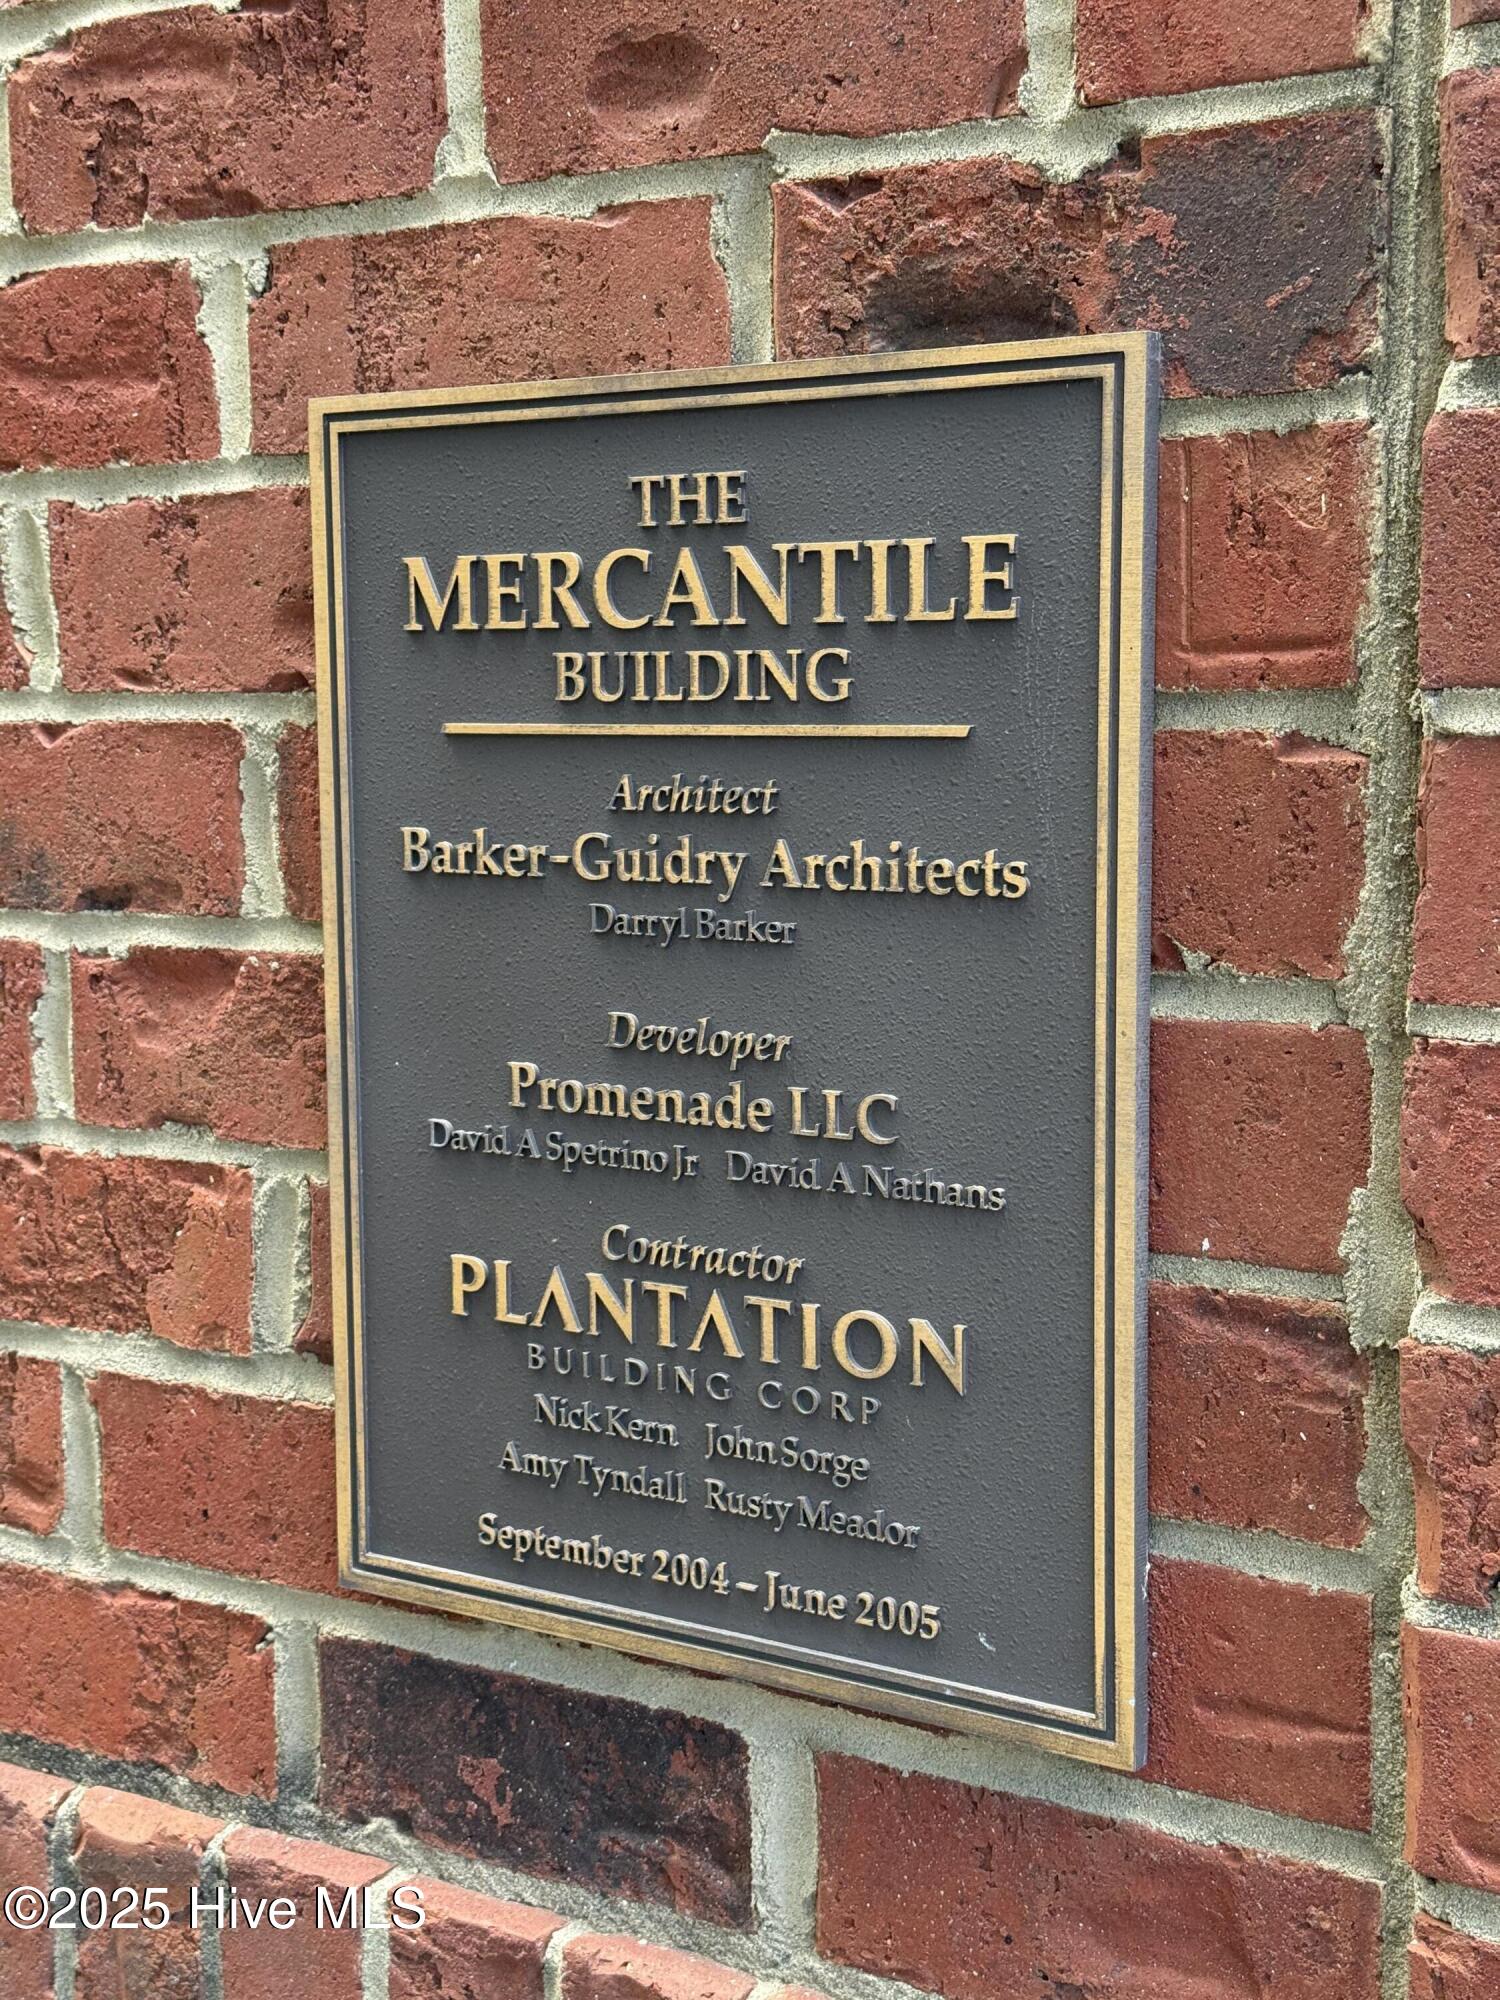 THE
MERCANTILE
BUILDING
Architect
Barker-Guidry Architects
Darryl Barker
Developer
Promenade LLC
David A Spetrino Jr David A Nathans
Contractor
PLANTATION
BUILDING CORP
Nick Kern John Sorge
Amy Tyndall Rusty Meador
September 2004 – June 2005
©2025 Hive MLS